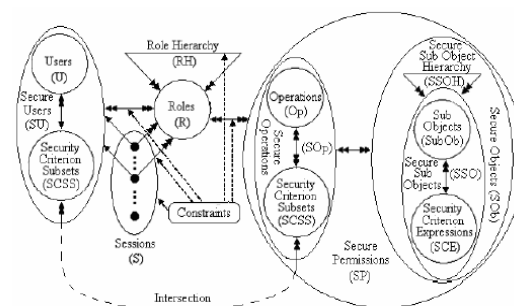 Users
(U)
Secure
Users
(SU)
Security
Criterion
Subsets
(SCSS)
Role Hierarchy
(RH)
Roles
(R)
Sessions
(S)
Constraints
Operations
(Op)
Secure
Operations
(SOp)
Security
Criterion
Subsets
(SCSS)
Secure
Permissions
(SP)
Secure
Sub Object
Hierarchy
(SSOH)
Sub
Objects
(SubOb)
Secure
Sub
Objects
(SSO)
Security
Criterion
Expressions
(SCE)
Secure Objects (SOb)
Intersection